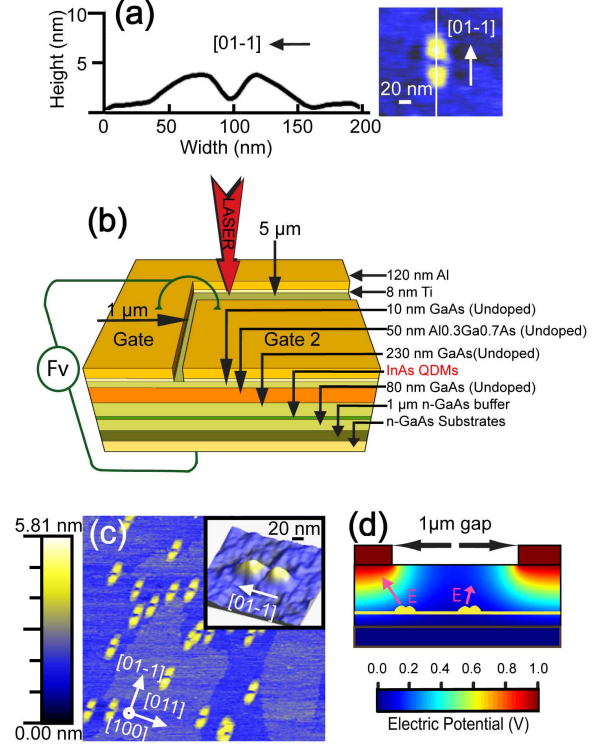 (a)
10
5
0
Height (nm)
[01-1]
0
50
100
150
200
Width (nm)
[01-1]
20 nm
(b)
LASER
5 μm
1 μm
Gate
Gate 2
Fv
120 nm Al
8 nm Ti
10 nm GaAs (Undoped)
50 nm Al0.3Ga0.7As (Undoped)
230 nm GaAs(Undoped)
InAs QDMs
80 nm GaAs (Undoped)
1 μm n-GaAs buffer
n-GaAs Substrates
5.81 nm
0.00 nm
(c)
20 nm
[01-1]
[01-1]
[011]
[100]
(d)
1μm gap
E
E
0.0 0.2 0.4 0.6 0.8 1.0
Electric Potential (V)